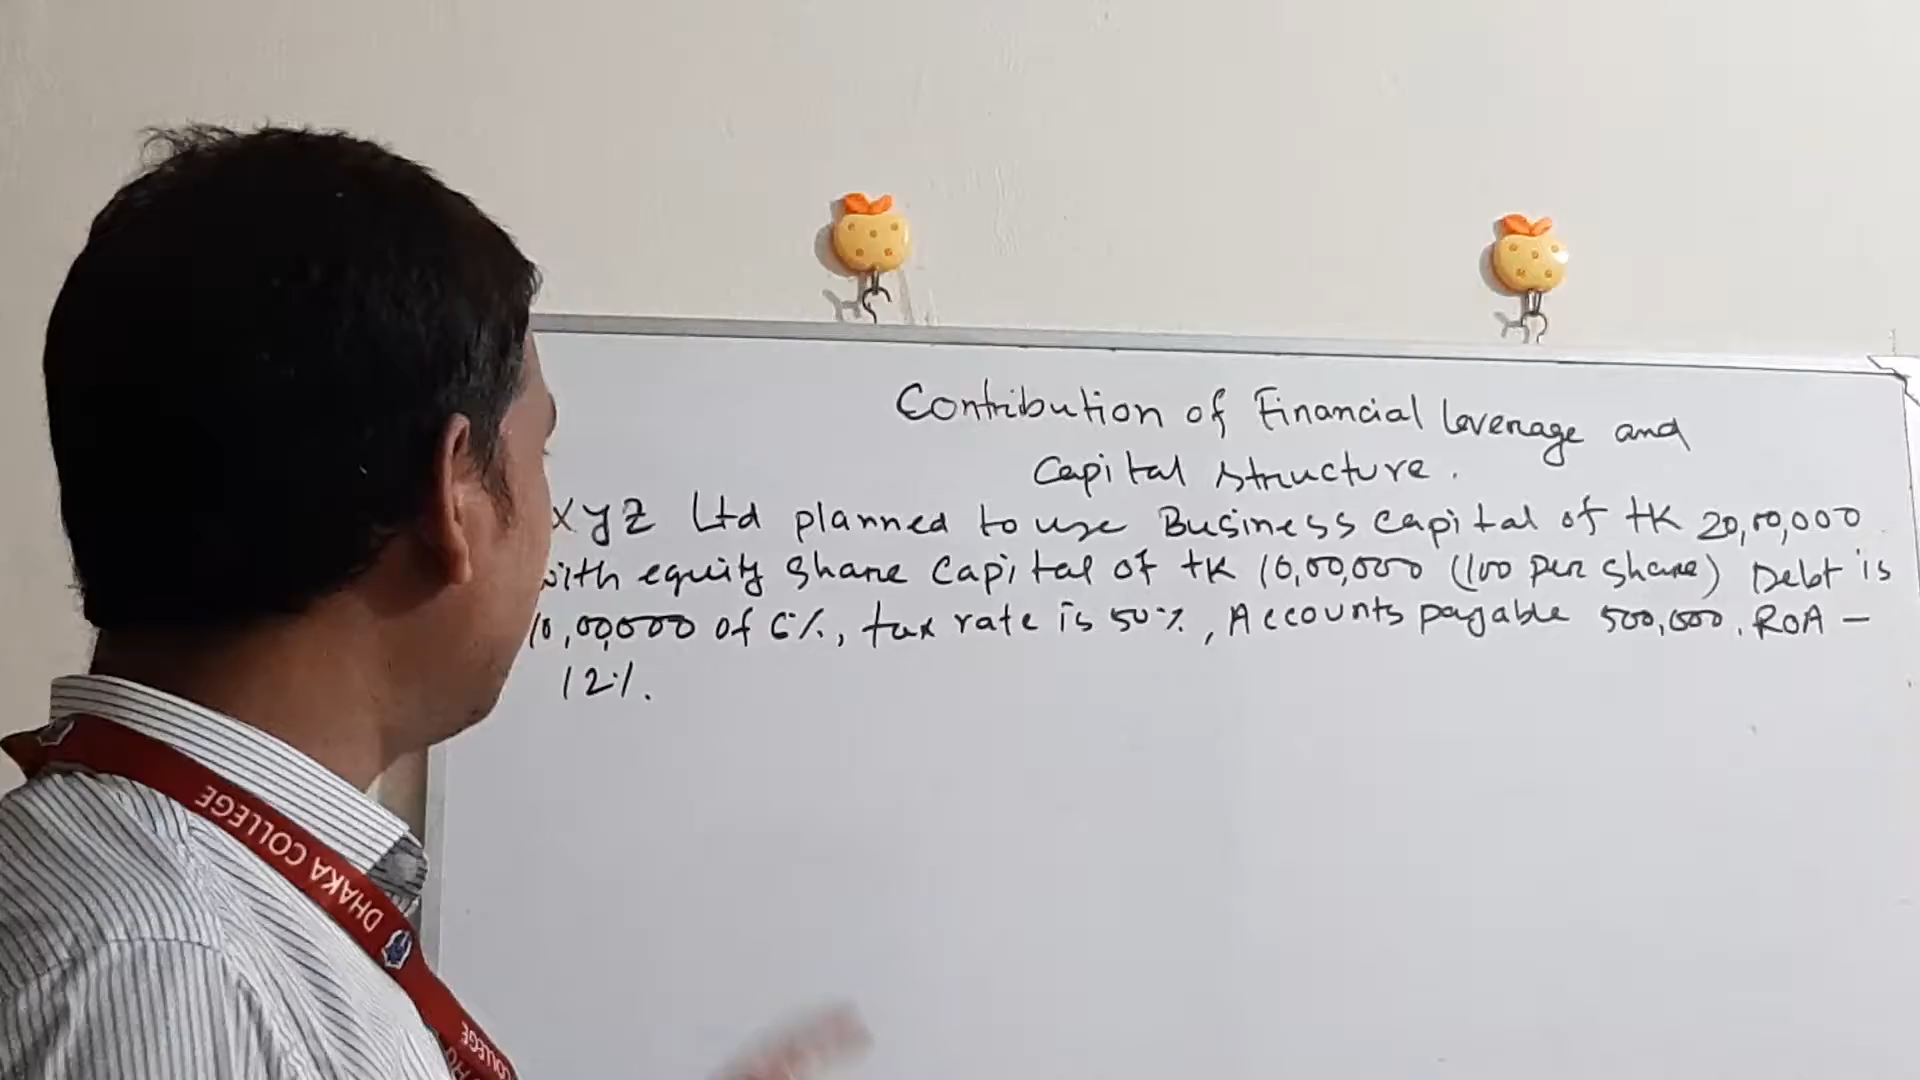 Contribution of Financial leverage and
Capital structure.
XYZ Ltd planned to use Business Capital of tk 20,00,000
with equity share capital of tk 10,00,000 (100 per share) Debt is
10,00,000 of 6%, tax rate is 50%, Accounts payable 500,000. ROA —
12%.
DHAKA COLLEGE
COLLEGE